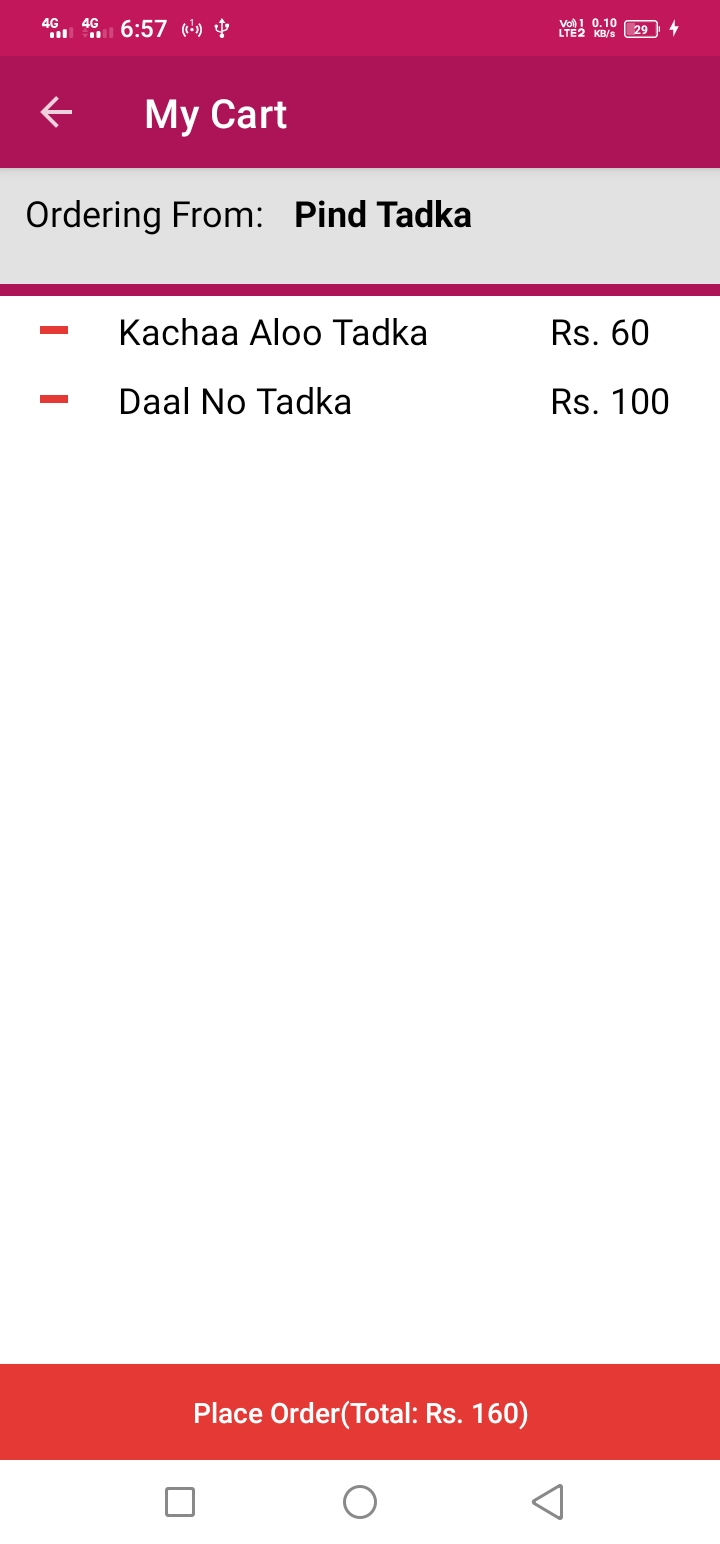 4G 4G 6:57 Vo) 1 LTE2 0.10 KB/s 29
My Cart
Ordering From: Pind Tadka
Kachaa Aloo Tadka Rs. 60
Daal No Tadka Rs. 100
Place Order(Total: Rs. 160)